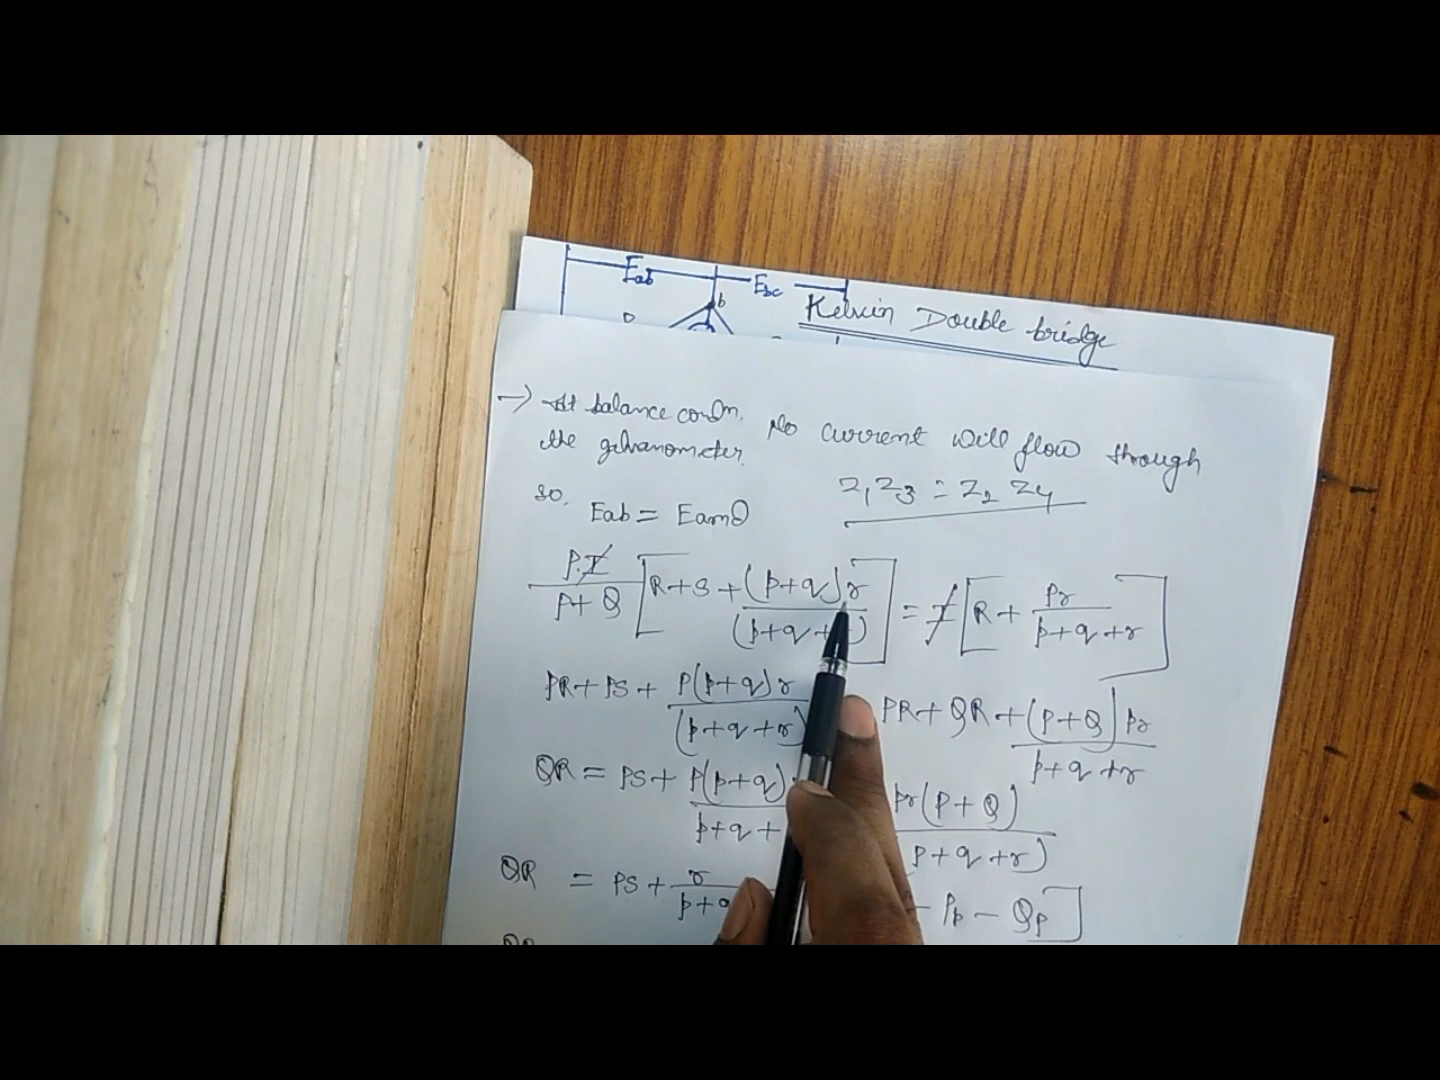 Eab Ebc
b
Kelvin Double bridge
P
→ At balance condn. No current will flow through
the galvanometer.
so, Z1Z3 = Z2 Z4
Eab = Eamd
P.I/P+Q [R+S+(p+q)r/(p+q+)] = I[R + pr/p+q+r]
PR+PS+ P(p+q)r/(p+q+r) PR+QR+(P+Q)pr/p+q+r
QR = PS+ P(p+q)/p+q+ pr(P+Q)/p+q+r)
QR = PS+ r/p+q - Pp - Qp]
QR